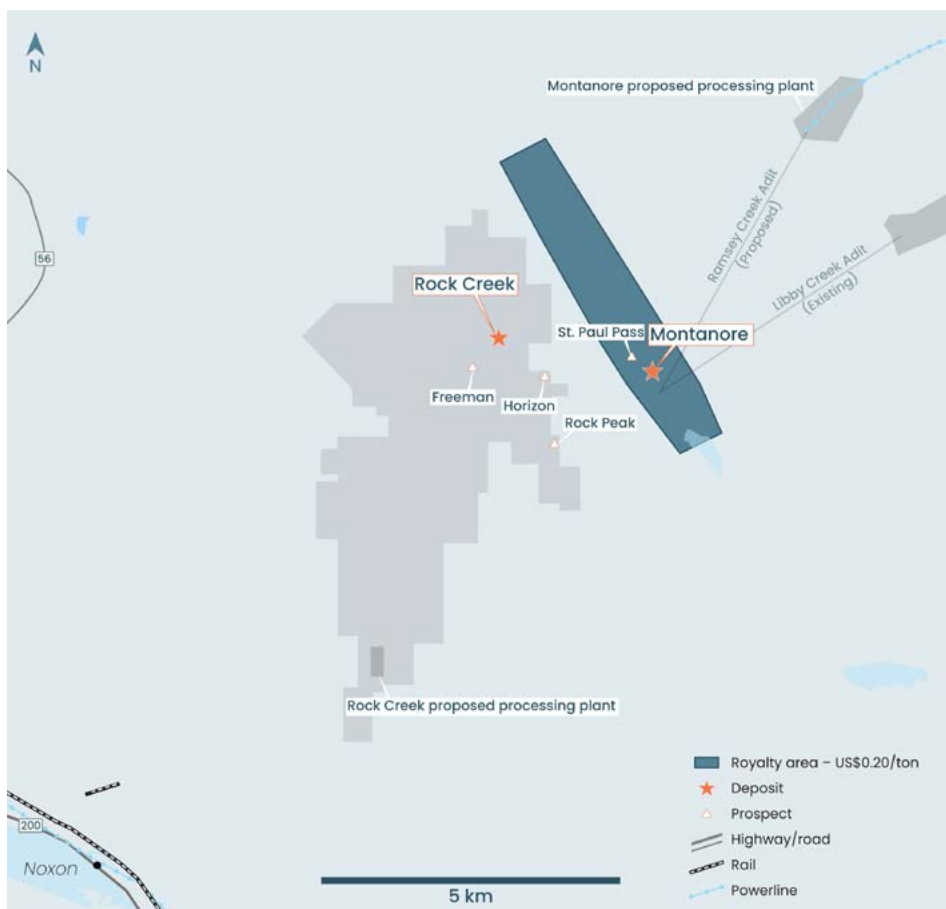 N
Montanore proposed processing plant
56
Ramsey Creek Adit
(Proposed)
Libby Creek Adit
(Existing)
Rock Creek
St. Paul Pass
Montanore
Freeman
Horizon
Rock Peak
Rock Creek proposed processing plant
Royalty area – US$0.20/ton
Deposit
Prospect
Highway/road
Rail
Powerline
200
Noxon
5 km